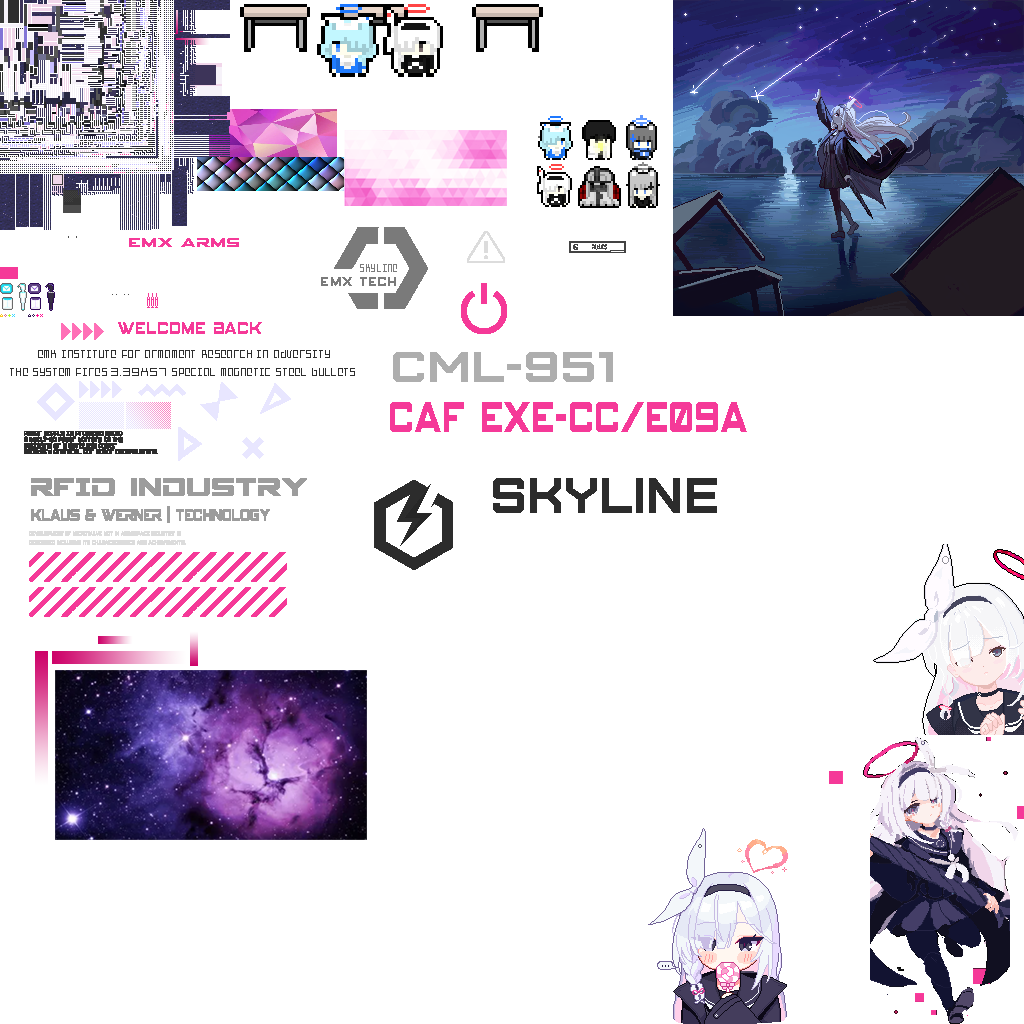 EMX ARMS
SKYLINE
EMX TECH
WELCOME BACK
EMX INSTITUTE FOR ARMAMENT RESEARCH IN ADVERSITY
THE SYSTEM FIRES 9.39X57 SPECIAL MAGNETIC STEEL BULLETS
CML-951
CAF EXE-CC/E09A
RFID INDUSTRY
KLAUS & WERNER | TECHNOLOGY
SKYLINE